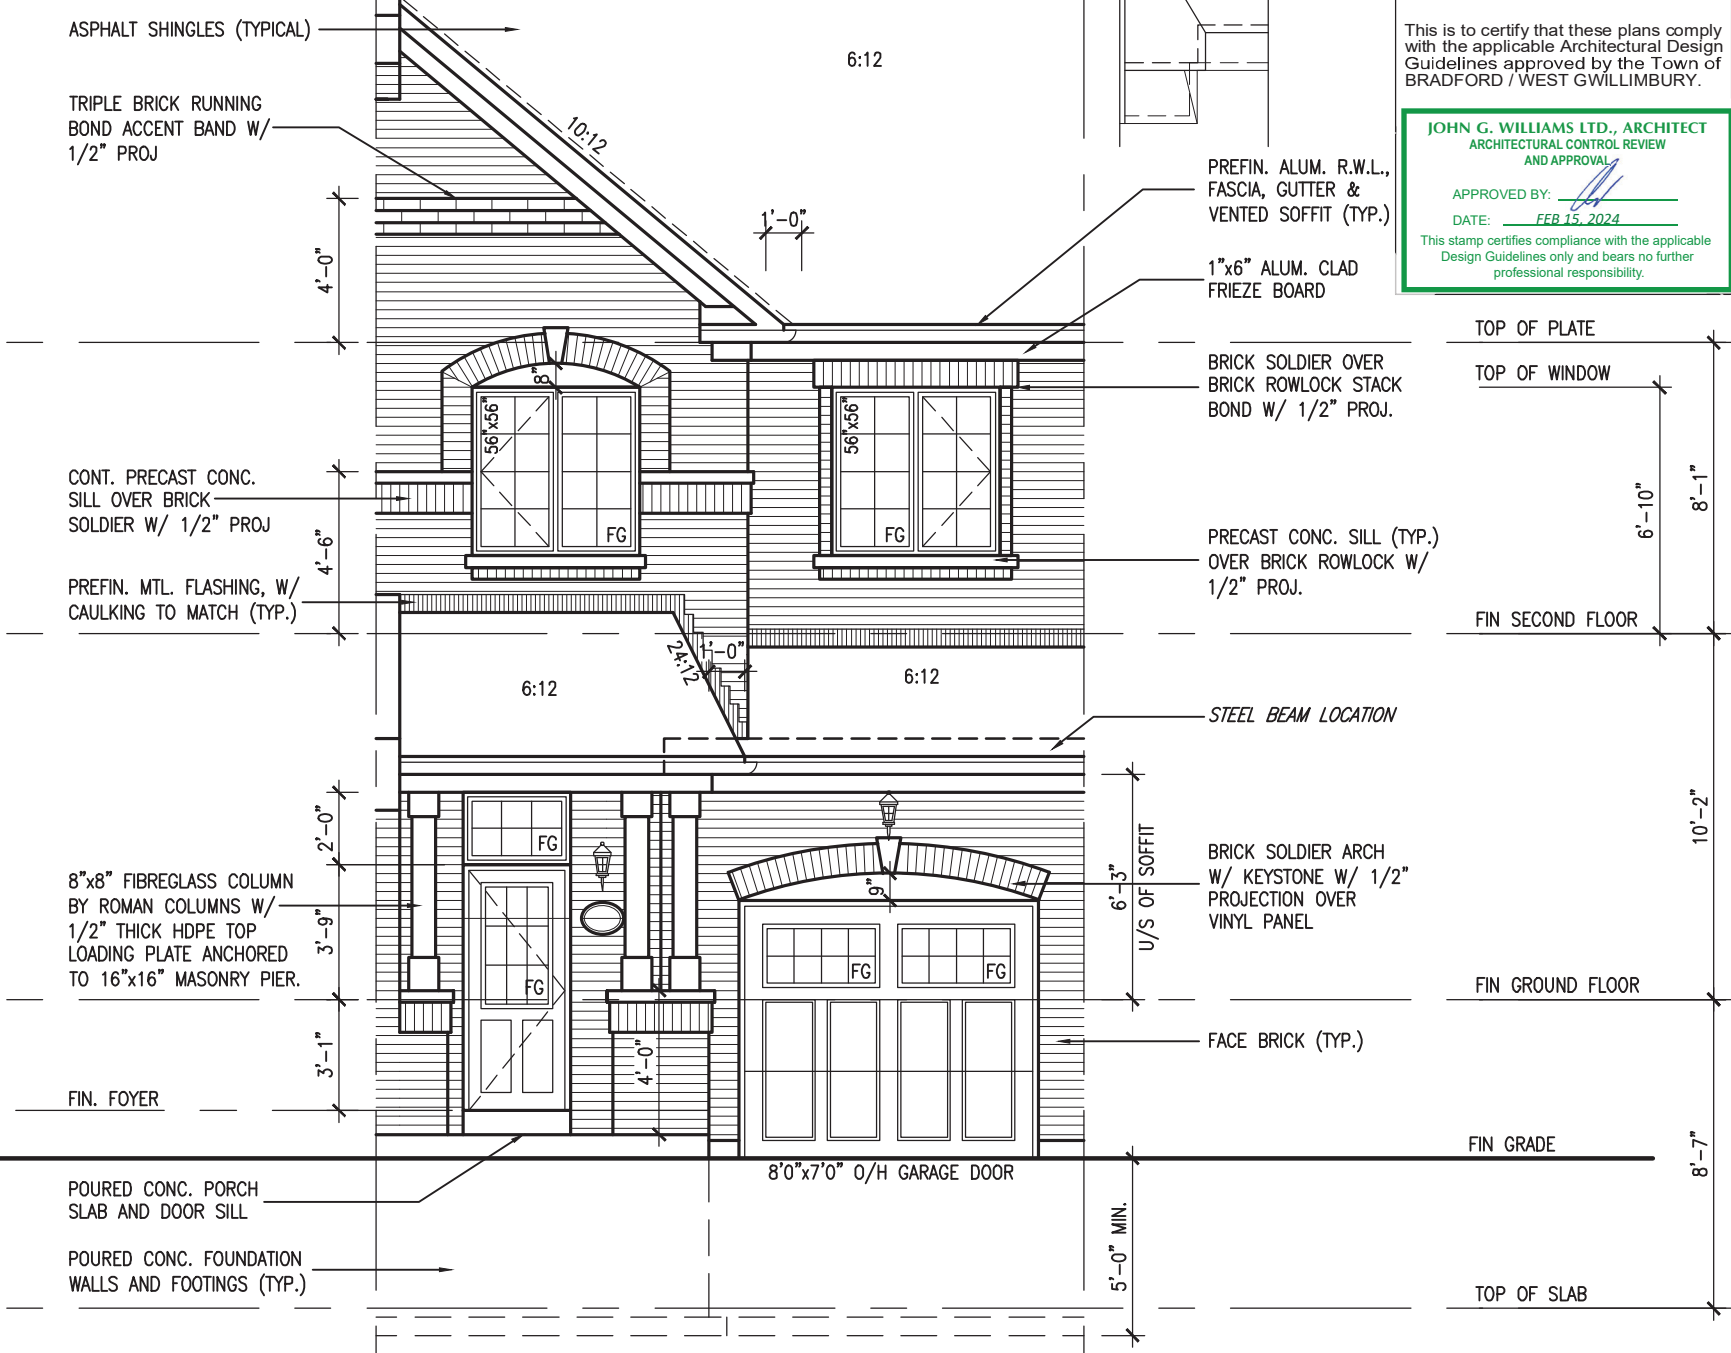 ASPHALT SHINGLES (TYPICAL)
TRIPLE BRICK RUNNING
BOND ACCENT BAND W/
1/2" PROJ
4'-0"
CONT. PRECAST CONC.
SILL OVER BRICK
SOLDIER W/ 1/2" PROJ
4'-6"
PREFIN. MTL. FLASHING, W/
CAULKING TO MATCH (TYP.)
2'-0"
8"x8" FIBREGLASS COLUMN
BY ROMAN COLUMNS W/
1/2" THICK HDPE TOP
LOADING PLATE ANCHORED
TO 16"x16" MASONRY PIER.
3'-9"
3'-1"
FIN. FOYER
POURED CONC. PORCH
SLAB AND DOOR SILL
POURED CONC. FOUNDATION
WALLS AND FOOTINGS (TYP.)
6:12
10:12
1'-0"
8"
56"x56"
FG
56"x56"
FG
24:12
1'-0"
6:12
6:12
FG
FG
4'-0"
9"
FG
FG
8'0"x7'0" O/H GARAGE DOOR
6'-3"
U/S OF SOFFIT
5'-0" MIN.
PREFIN. ALUM. R.W.L.,
FASCIA, GUTTER &
VENTED SOFFIT (TYP.)
1"x6" ALUM. CLAD
FRIEZE BOARD
BRICK SOLDIER OVER
BRICK ROWLOCK STACK
BOND W/ 1/2" PROJ.
PRECAST CONC. SILL (TYP.)
OVER BRICK ROWLOCK W/
1/2" PROJ.
STEEL BEAM LOCATION
BRICK SOLDIER ARCH
W/ KEYSTONE W/ 1/2"
PROJECTION OVER
VINYL PANEL
FACE BRICK (TYP.)
This is to certify that these plans comply
with the applicable Architectural Design
Guidelines approved by the Town of
BRADFORD / WEST GWILLIMBURY.
JOHN G. WILLIAMS LTD., ARCHITECT
ARCHITECTURAL CONTROL REVIEW
AND APPROVAL
APPROVED BY:
DATE: FEB 15, 2024
This stamp certifies compliance with the applicable
Design Guidelines only and bears no further
professional responsibility.
TOP OF PLATE
TOP OF WINDOW
6'-10"
8'-1"
FIN SECOND FLOOR
10'-2"
FIN GROUND FLOOR
FIN GRADE
8'-7"
TOP OF SLAB